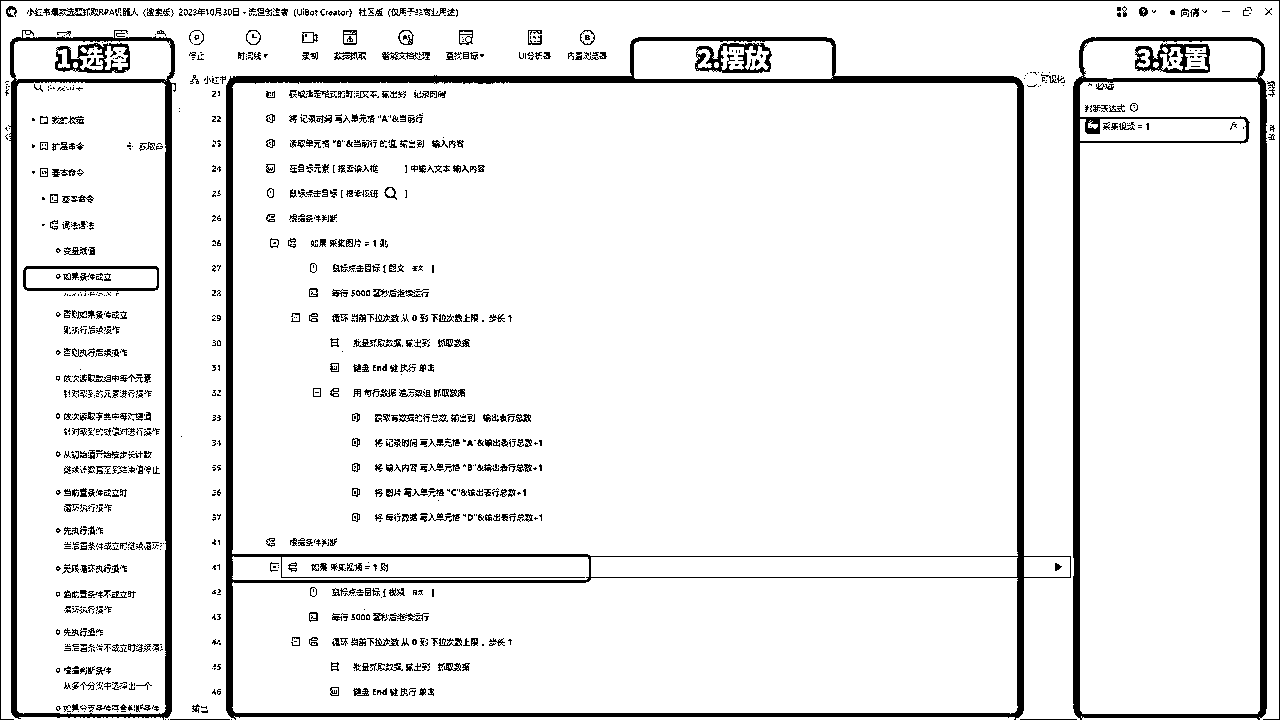 小红书爆款选题抓取RPA机器人（搜索版）2023年10月30日 - 流程创造者（UiBot Creator） 社区版（仅用于非商业用途）
停止
时间线
录制
数据抓取
智能文档处理
查找目标
UI分析器
内置浏览器
1.选择
2.摆放
3.设置
小红书
可视化
我的收藏
扩展命令
获取命
基本命令
基本命令
词法语法
变量赋值
如果条件成立
否则如果条件成立
则执行后续操作
否则执行后续操作
依次读取数组中每个元素
针对取到的元素进行操作
依次读取字典中每对键值
针对取到的键值对进行操作
从初始值开始按步长计数
继续计数直至到结束值停止
当前置条件成立时
循环执行操作
先执行操作
当后置条件成立时继续循环执
无限循环执行操作
当前置条件不成立时
循环执行操作
先执行操作
当后置条件不成立时继续循环
根据判断条件
从多个分支中选择出一个
21 获取指定格式的时间文本, 输出到 记录时间
22 将 记录时间 写入单元格 "A"&当前行
23 读取单元格 "B"&当前行 的值, 输出到 输入内容
24 在目标元素 [ 搜索输入框 ] 中输入文本 输入内容
25 鼠标点击目标 [ 搜索按钮 ]
26 根据条件判断
26 如果 采集图片 = 1 则
27 鼠标点击目标 [ 图文 ]
28 等待 5000 毫秒后继续运行
29 循环 当前下拉次数 从 0 到 下拉次数上限 ，步长 1
30 批量抓取数据, 输出到 抓取数据
31 键盘 End 键 执行 单击
32 用 每行数据 遍历数组 抓取数据
33 获取有数据的行总数, 输出到 输出表行总数
34 将 记录时间 写入单元格 "A"&输出表行总数+1
35 将 输入内容 写入单元格 "B"&输出表行总数+1
36 将 图片 写入单元格 "C"&输出表行总数+1
37 将 每行数据 写入单元格 "D"&输出表行总数+1
41 根据条件判断
41 如果 采集视频 = 1 则
42 鼠标点击目标 [ 视频 ]
43 等待 5000 毫秒后继续运行
44 循环 当前下拉次数 从 0 到 下拉次数上限 ，步长 1
45 批量抓取数据, 输出到 抓取数据
46 键盘 End 键 执行 单击
输出
必选
判断表达式
采集视频 = 1